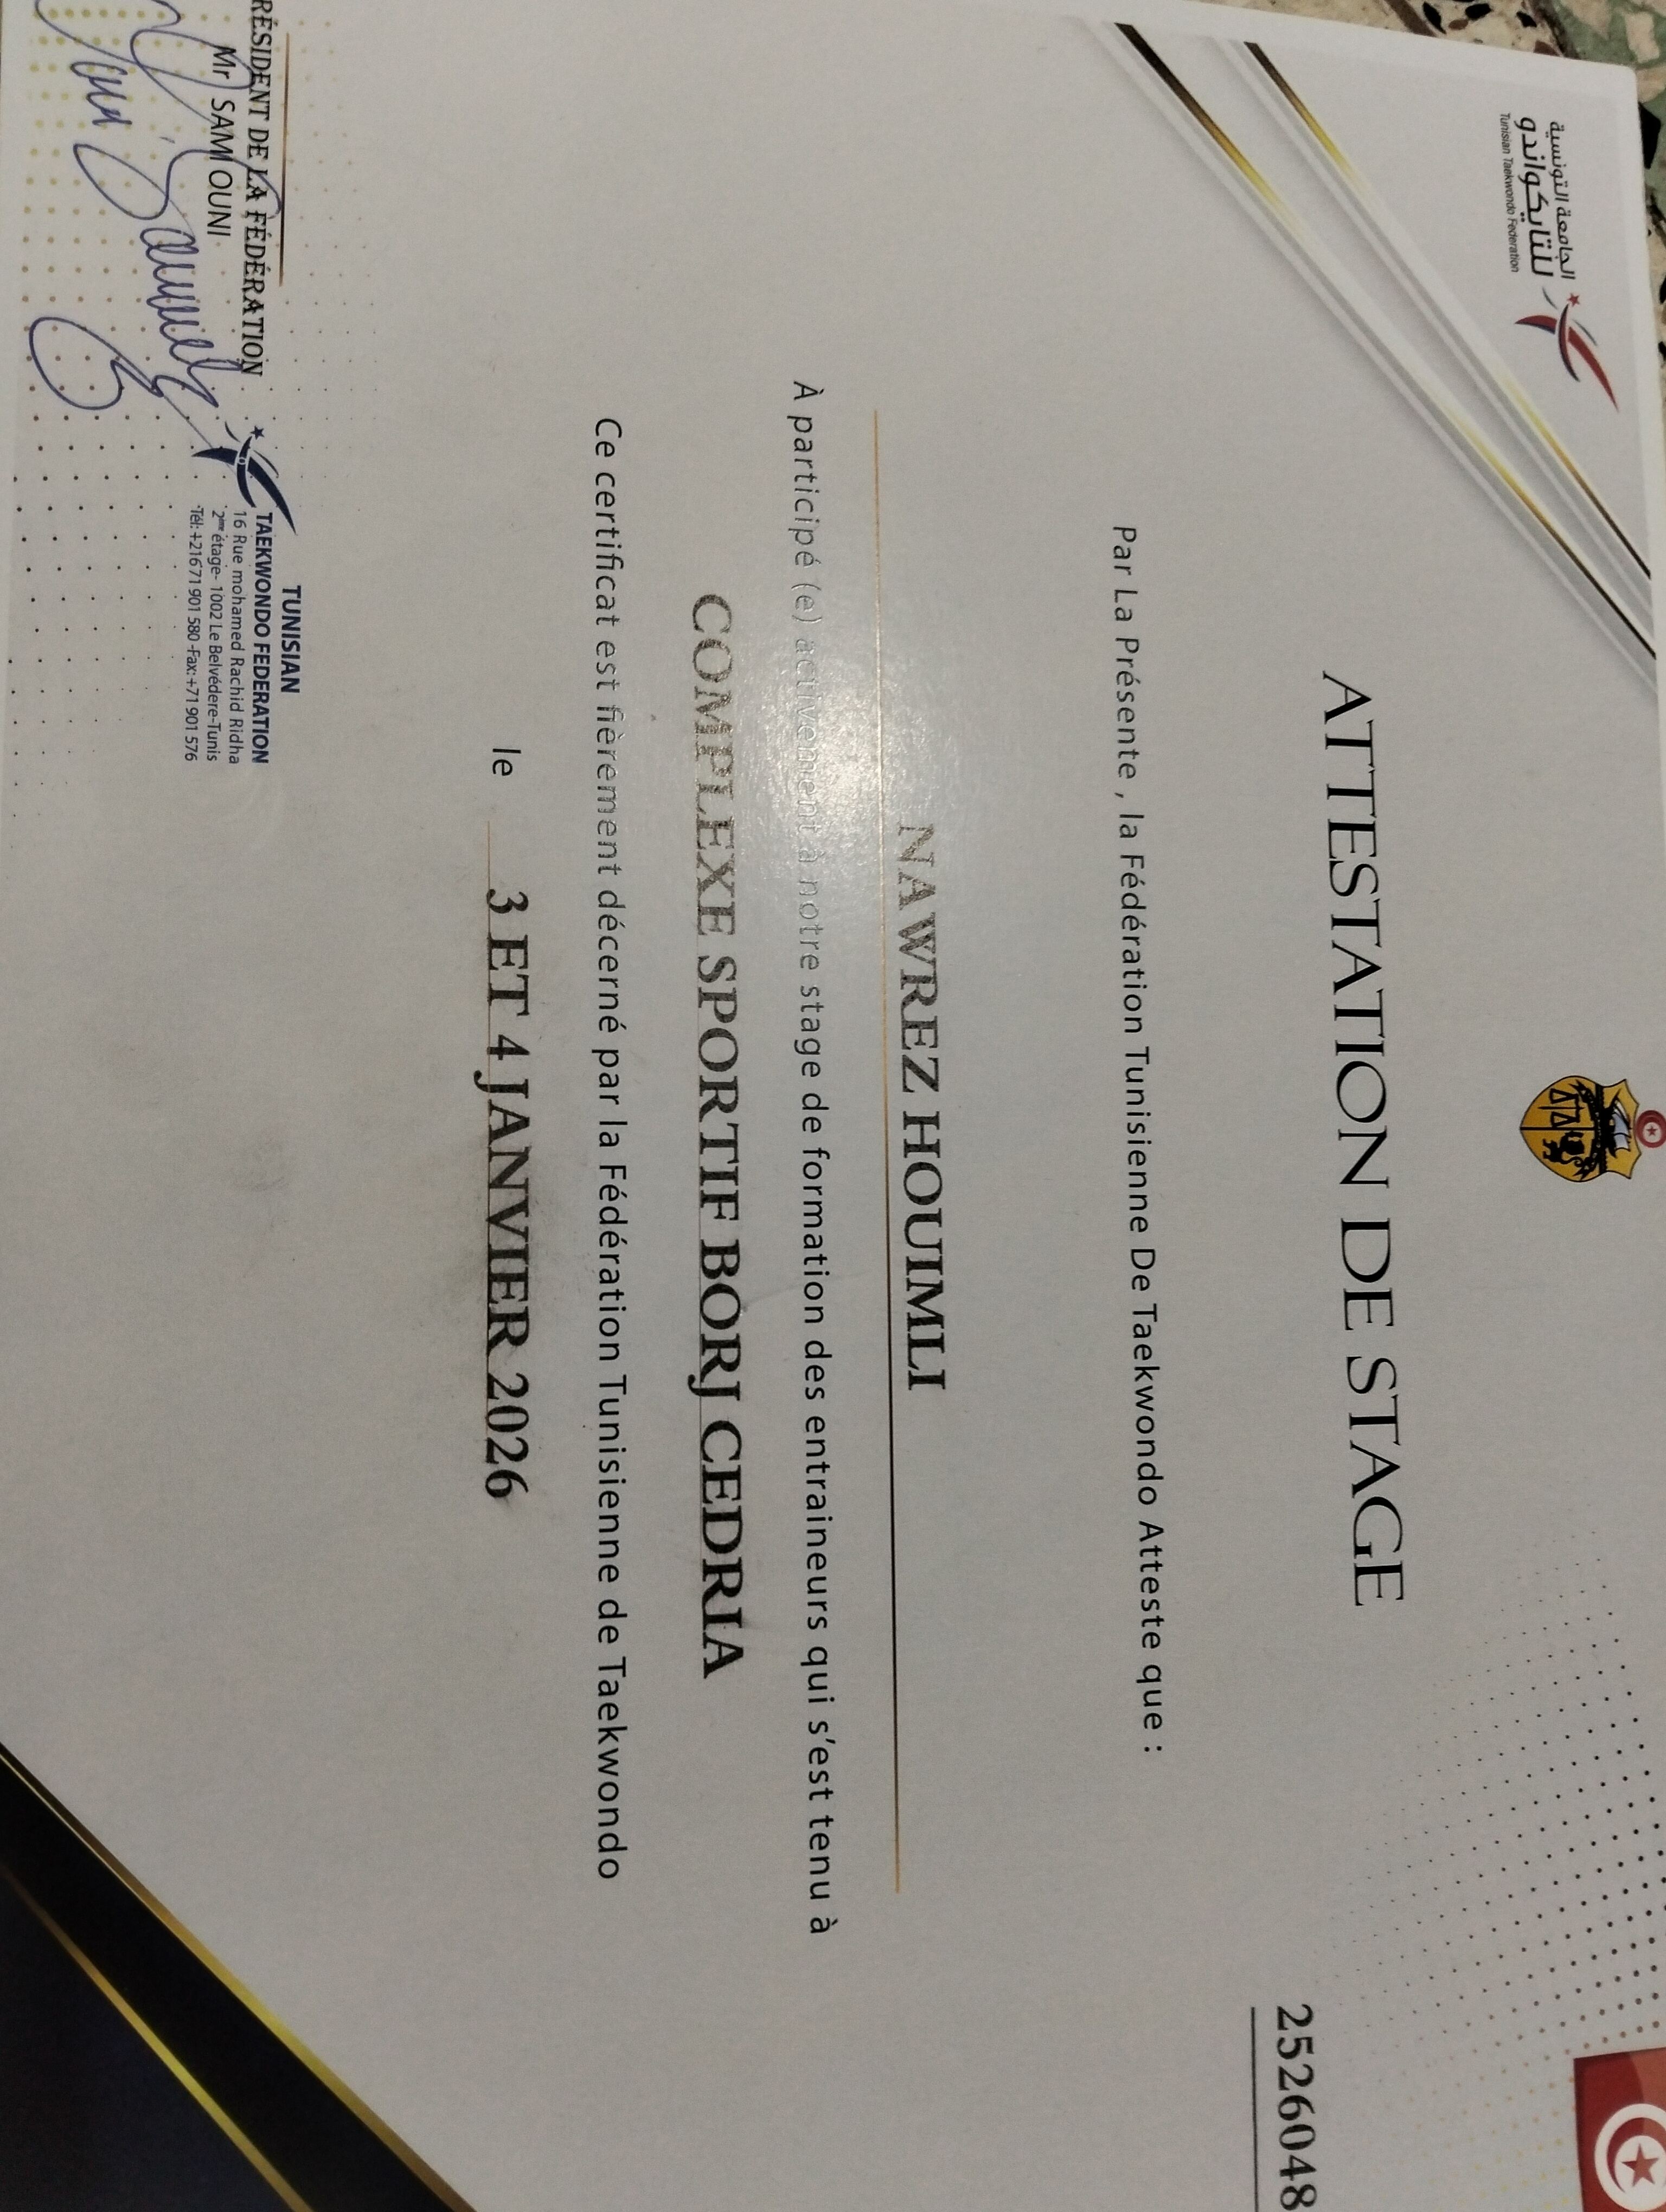 الجامعة التونسية
للتايكواندو
Tunisian Taekwondo Federation
2526048
ATTESTATION DE STAGE
Par La Présente , la Fédération Tunisienne De Taekwondo Atteste que :
NAWREZ HOUIMLI
À participé (e) activement à notre stage de formation des entraineurs qui s'est tenu à
COMPLEXE SPORTIF BORJ CEDRIA
Ce certificat est fièrement décerné par la Fédération Tunisienne de Taekwondo
le 3 ET 4 JANVIER 2026
RÉSIDENT DE LA FÉDÉRATION
Mr SAMI OUNI
TUNISIAN
TAEKWONDO FEDERATION
16 Rue mohamed Rachid Ridha
2ème étage- 1002 Le Belvédere-Tunis
Tél:+216 71 901 580 -Fax:+71 901 576